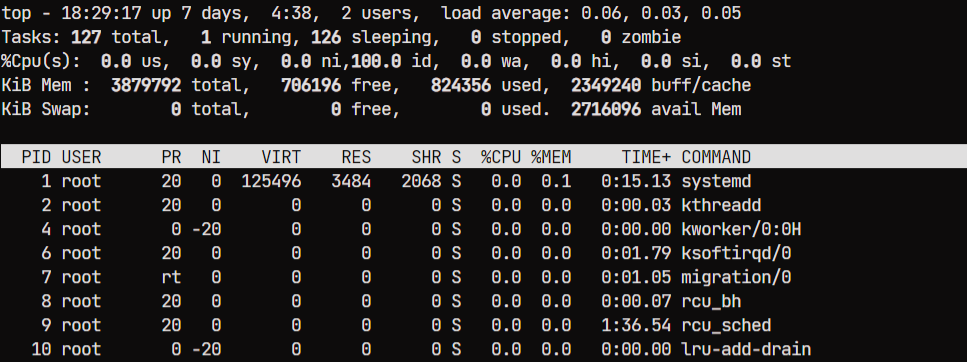 top - 18:29:17 up 7 days,  4:38,  2 users,  load average: 0.06, 0.03, 0.05
Tasks: 127 total,   1 running, 126 sleeping,   0 stopped,   0 zombie
%Cpu(s):  0.0 us,  0.0 sy,  0.0 ni,100.0 id,  0.0 wa,  0.0 hi,  0.0 si,  0.0 st
KiB Mem :  3879792 total,   706196 free,   824356 used,  2349240 buff/cache
KiB Swap:        0 total,        0 free,        0 used.  2716096 avail Mem
  PID USER      PR  NI    VIRT    RES    SHR S  %CPU %MEM     TIME+ COMMAND
    1 root      20   0  125496   3484   2068 S   0.0  0.1   0:15.13 systemd
    2 root      20   0       0      0      0 S   0.0  0.0   0:00.03 kthreadd
    4 root       0 -20       0      0      0 S   0.0  0.0   0:00.00 kworker/0:0H
    6 root      20   0       0      0      0 S   0.0  0.0   0:01.79 ksoftirqd/0
    7 root      rt   0       0      0      0 S   0.0  0.0   0:01.05 migration/0
    8 root      20   0       0      0      0 S   0.0  0.0   0:00.07 rcu_bh
    9 root      20   0       0      0      0 S   0.0  0.0   1:36.54 rcu_sched
   10 root       0 -20       0      0      0 S   0.0  0.0   0:00.00 lru-add-drain